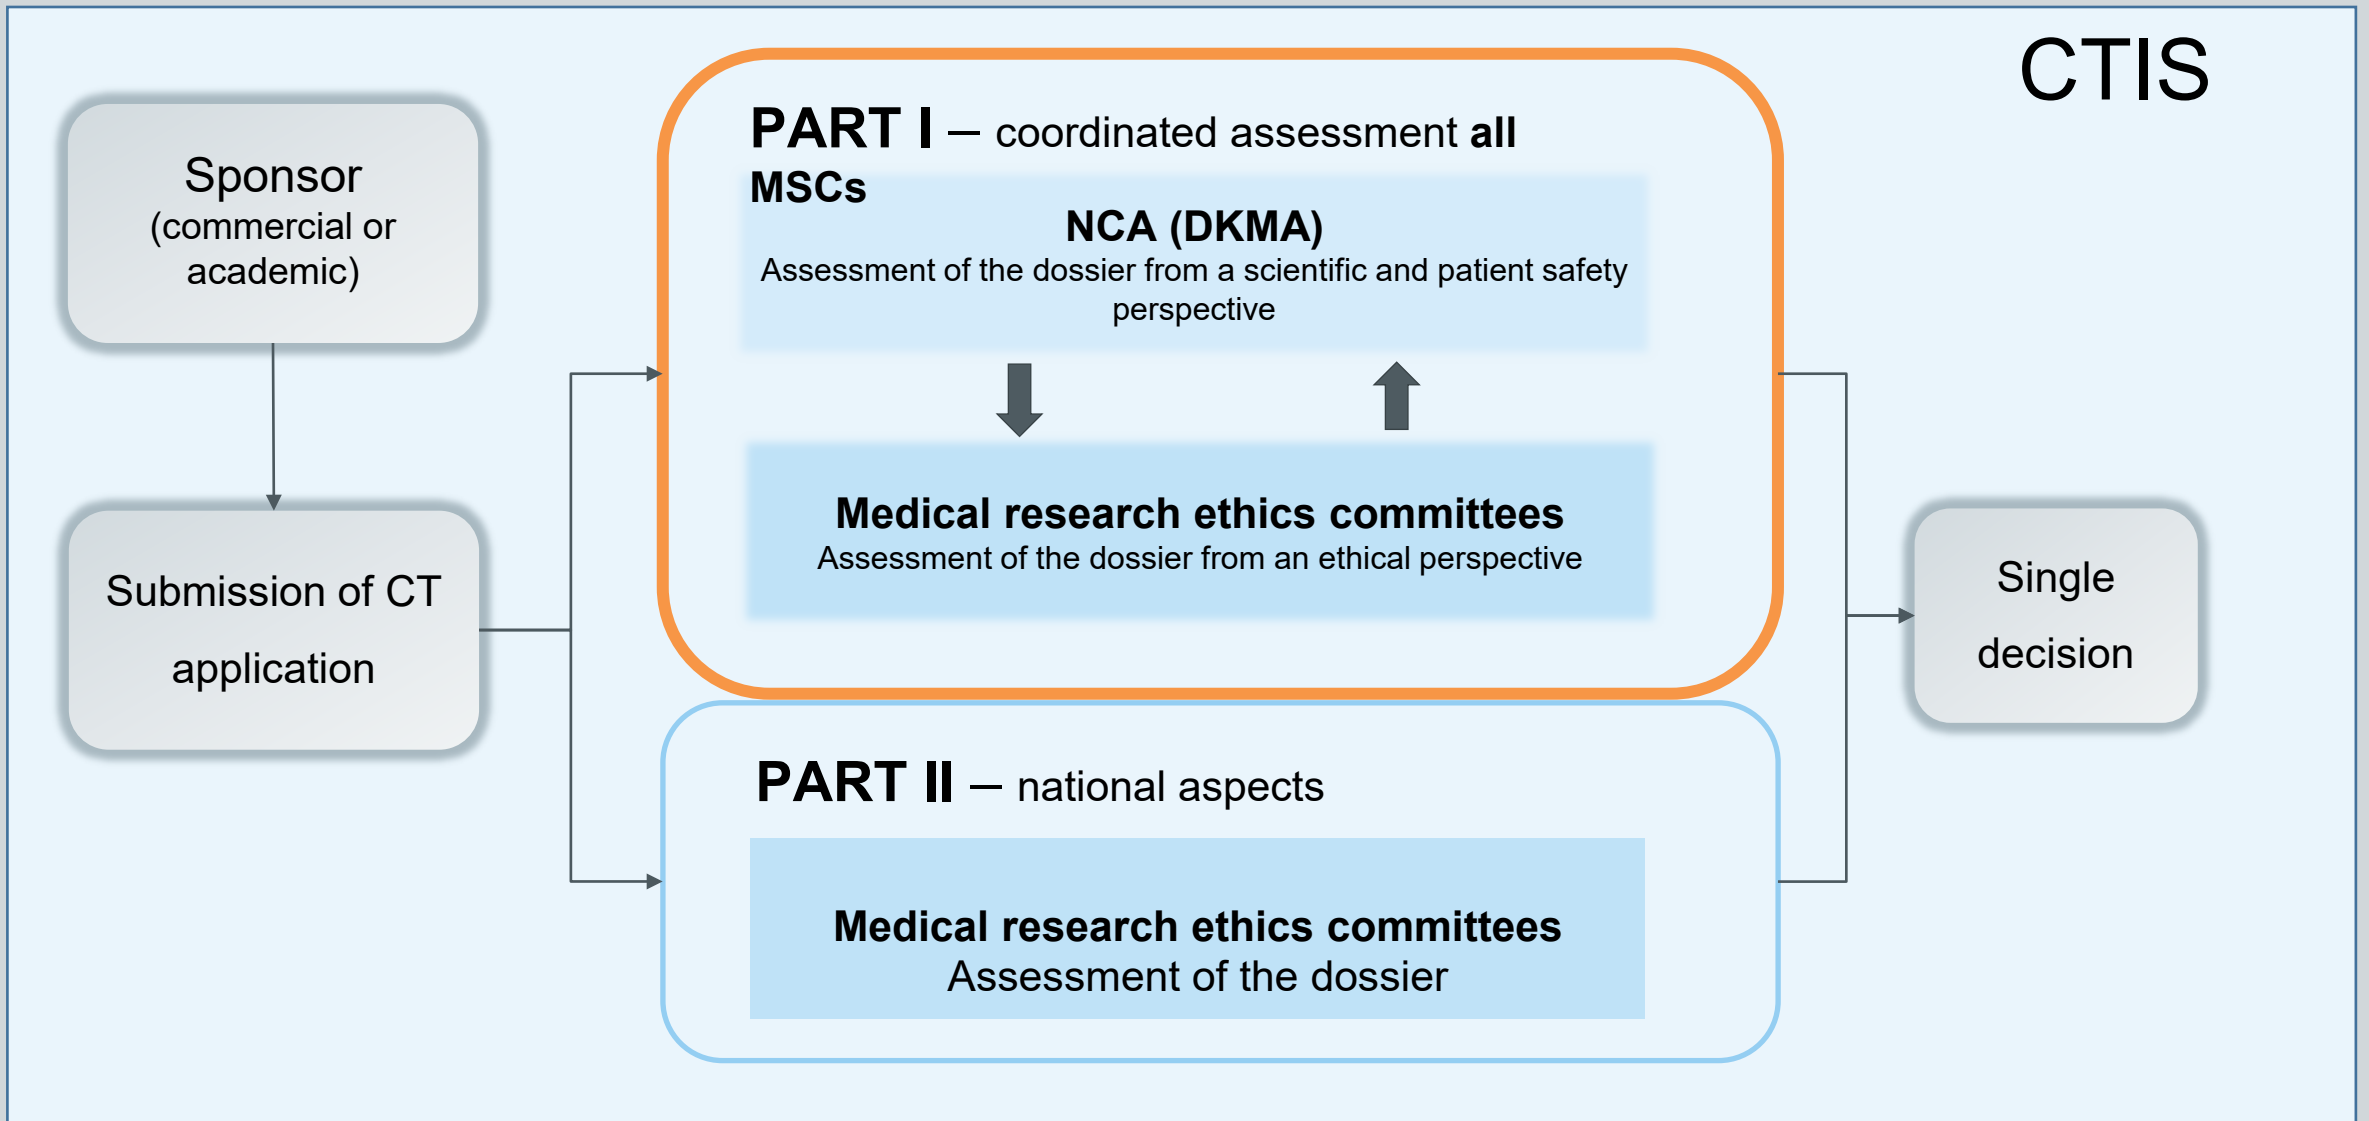 CTIS
Sponsor
(commercial or
academic)
Submission of CT
application
PART I – coordinated assessment all
MSCs
NCA (DKMA)
Assessment of the dossier from a scientific and patient safety
perspective
Medical research ethics committees
Assessment of the dossier from an ethical perspective
PART II – national aspects
Medical research ethics committees
Assessment of the dossier
Single
decision